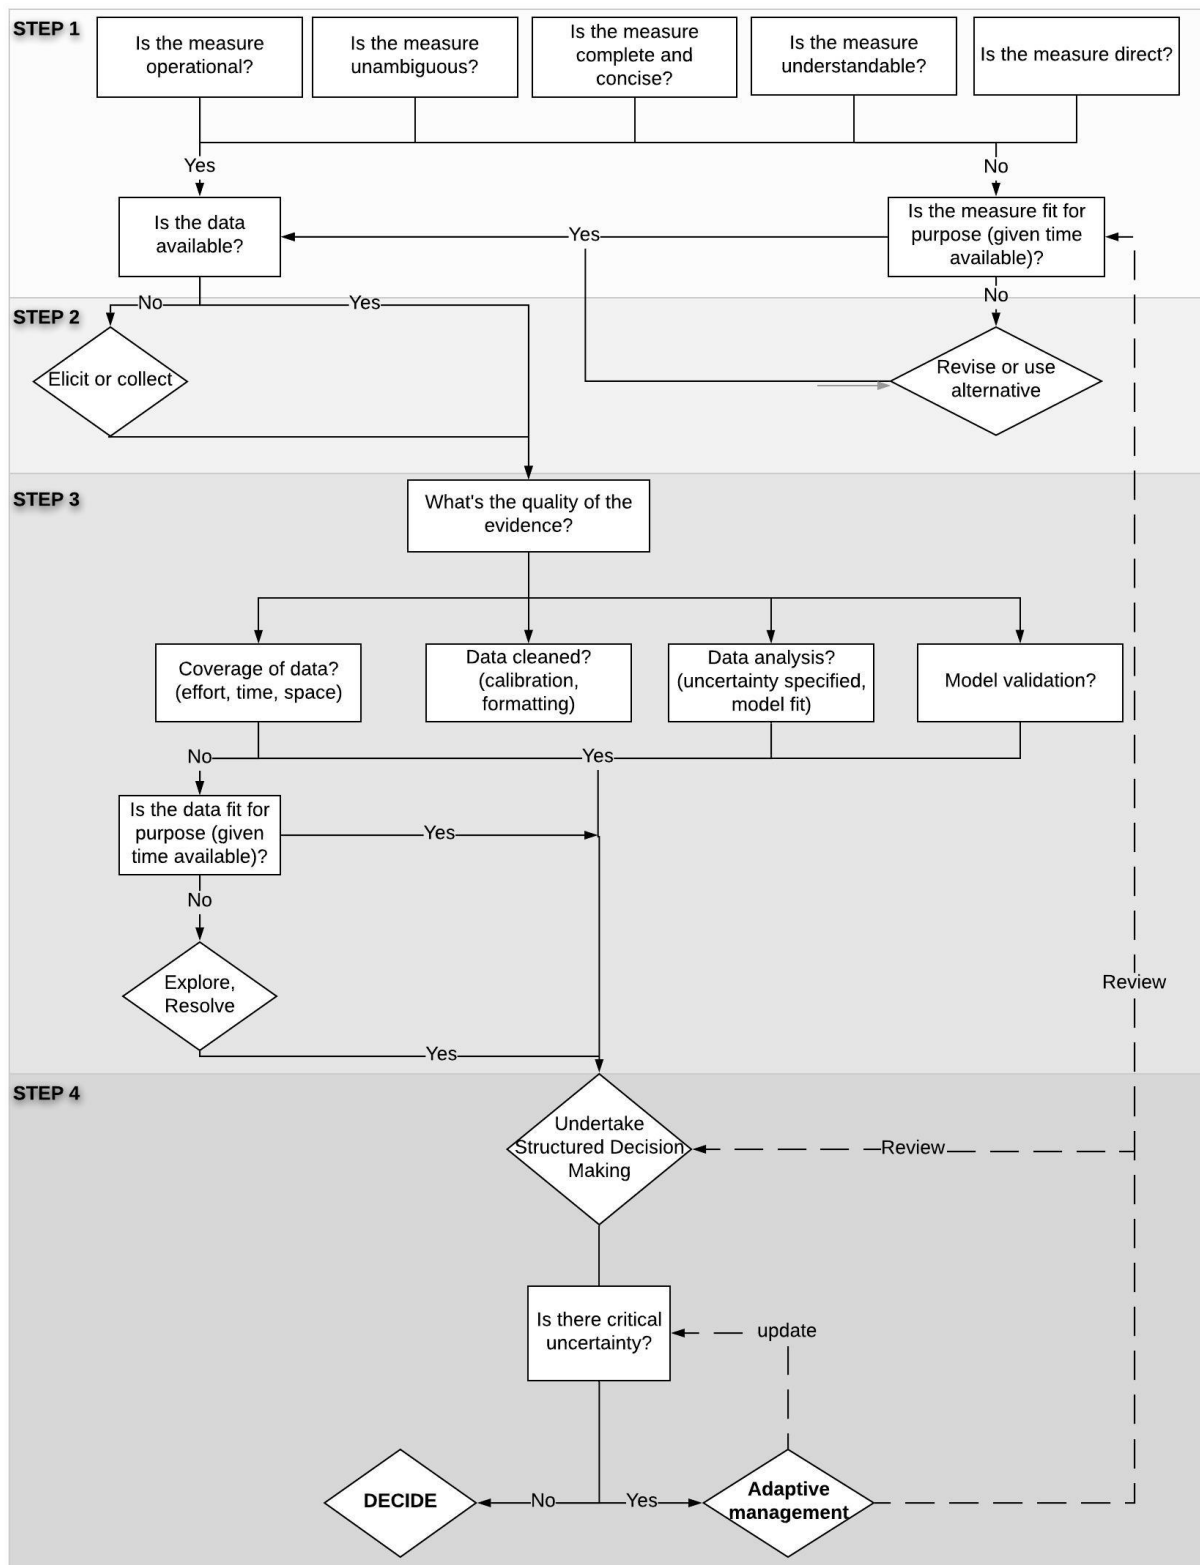 STEP 1
Is the measure
operational?
Is the measure
unambiguous?
Is the measure
complete and
concise?
Is the measure
understandable?
Is the measure direct?
Yes
No
Is the data
available?
Yes
Is the measure fit for
purpose (given time
available)?
No
Yes
No
STEP 2
Elicit or collect
Revise or use
alternative
STEP 3
What's the quality of the
evidence?
Coverage of data?
(effort, time, space)
Data cleaned?
(calibration,
formatting)
Data analysis?
(uncertainty specified,
model fit)
Model validation?
No
Yes
Is the data fit for
purpose (given
time available)?
Yes
No
Explore,
Resolve
Review
Yes
STEP 4
Undertake
Structured Decision
Making
Review
Is there critical
uncertainty?
update
DECIDE
No
Yes
Adaptive
management